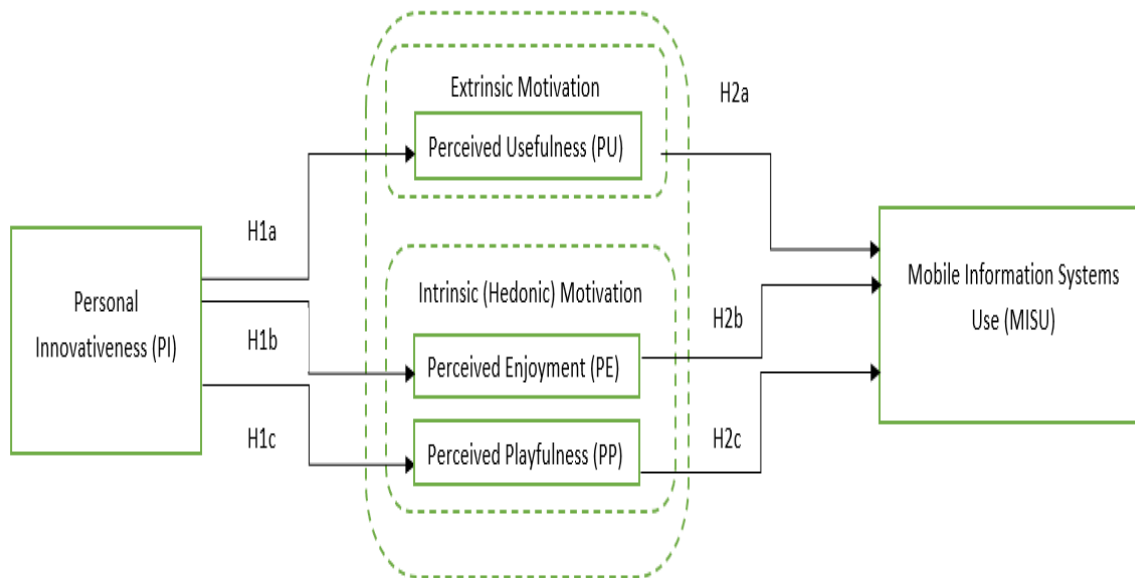 Extrinsic Motivation
H2a
Perceived Usefulness (PU)
H1a
Personal
Innovativeness (PI)
Mobile Information Systems
Use (MISU)
Intrinsic (Hedonic) Motivation
H2b
H1b
Perceived Enjoyment (PE)
H1c
Perceived Playfulness (PP)
H2c